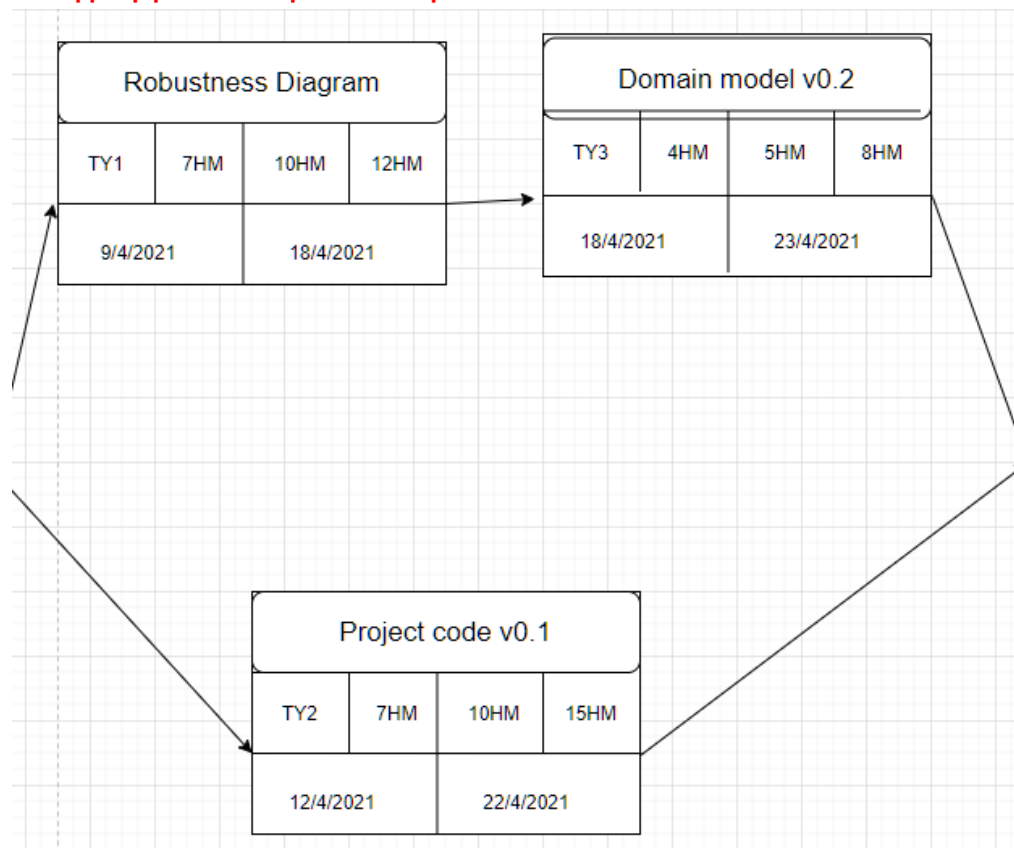 Robustness Diagram
TY1 7HM 10HM 12HM
9/4/2021 18/4/2021
Domain model v0.2
TY3 4HM 5HM 8HM
18/4/2021 23/4/2021
Project code v0.1
TY2 7HM 10HM 15HM
12/4/2021 22/4/2021